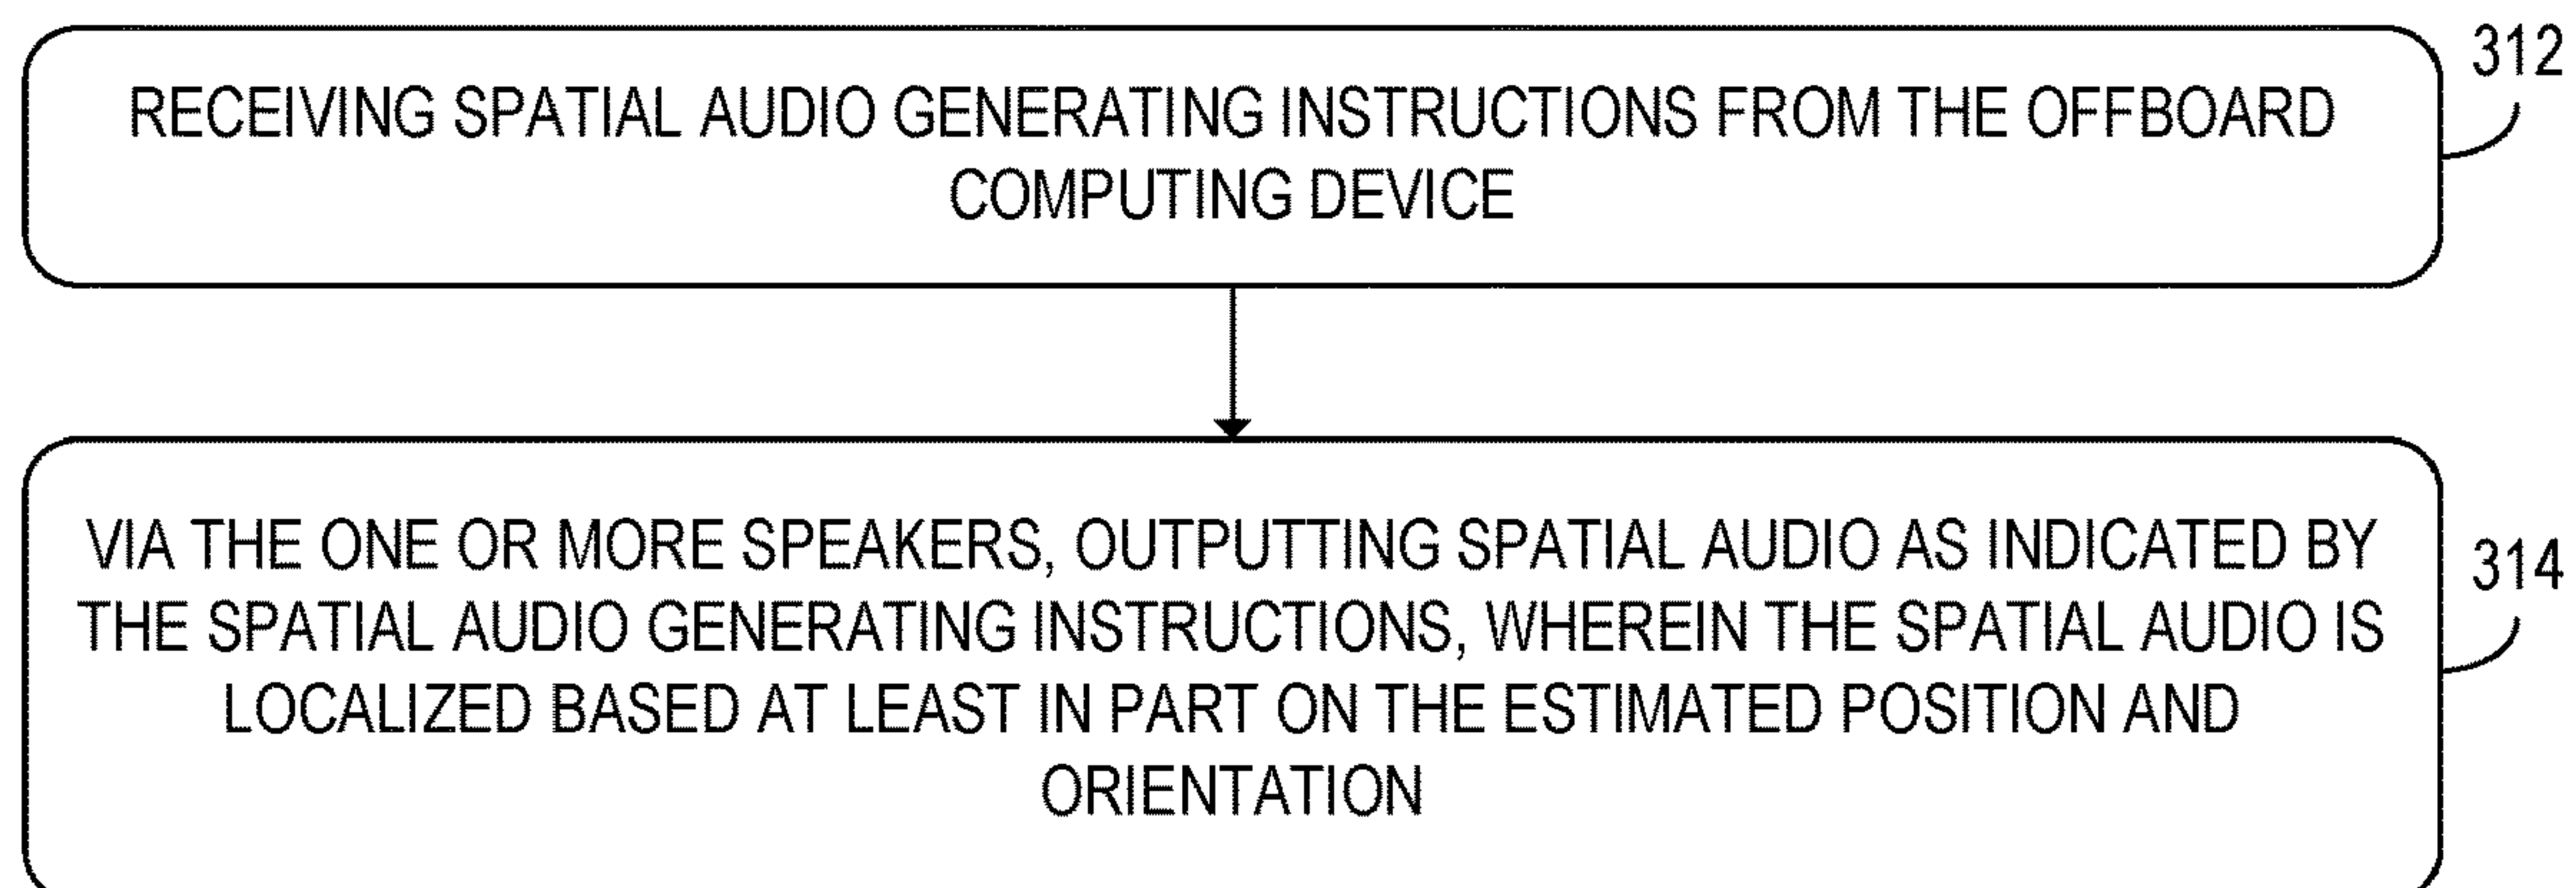 RECEIVING SPATIAL AUDIO GENERATING INSTRUCTIONS FROM THE OFFBOARD
COMPUTING DEVICE
312
VIA THE ONE OR MORE SPEAKERS, OUTPUTTING SPATIAL AUDIO AS INDICATED BY
THE SPATIAL AUDIO GENERATING INSTRUCTIONS, WHEREIN THE SPATIAL AUDIO IS
LOCALIZED BASED AT LEAST IN PART ON THE ESTIMATED POSITION AND
ORIENTATION
314